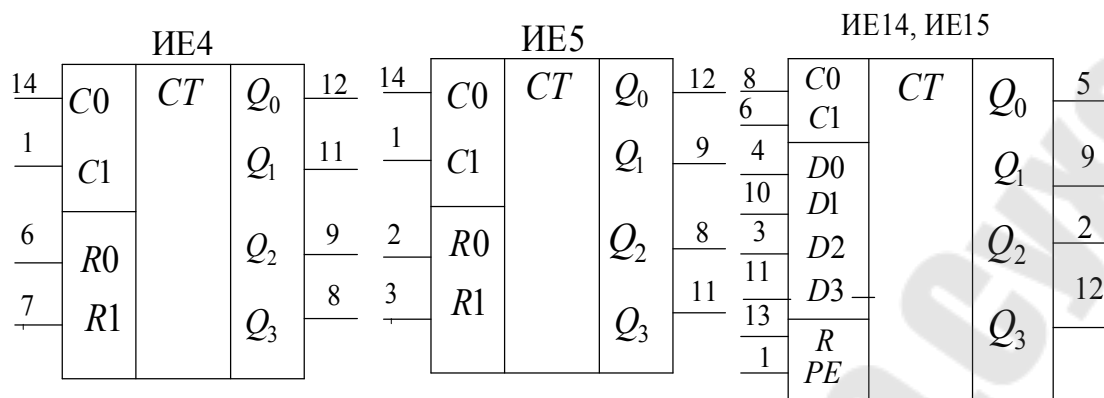 ИЕ4
14 C0 CT Q0 12
1 C1 Q1 11
6 R0 Q2 9
7 R1 Q3 8
ИЕ5
14 C0 CT Q0 12
1 C1 Q1 9
2 R0 Q2 8
3 R1 Q3 11
ИЕ14, ИЕ15
8 C0 CT Q0 5
6 C1
4 D0 Q1 9
10 D1
3 D2 Q2 2
11 D3 Q3 12
13 R
1 PE